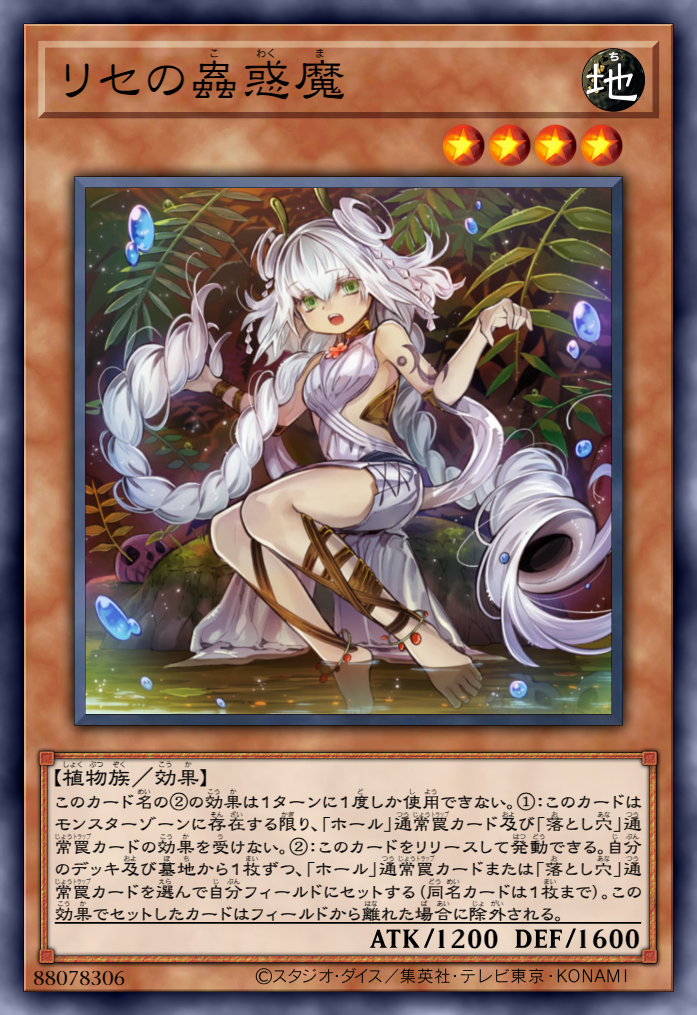 リセの蟲惑魔
地
【植物族／効果】
このカード名の②の効果は1ターンに1度しか使用できない。①：このカードは
モンスターゾーンに存在する限り、「ホール」通常罠カード及び「落とし穴」通
常罠カードの効果を受けない。②：このカードをリリースして発動できる。自分
のデッキ及び墓地から1枚ずつ、「ホール」通常罠カードまたは「落とし穴」通
常罠カードを選んで自分フィールドにセットする（同名カードは1枚まで）。この
効果でセットしたカードはフィールドから離れた場合に除外される。
ATK/1200 DEF/1600
88078306 ©スタジオ・ダイス／集英社・テレビ東京・KONAMI